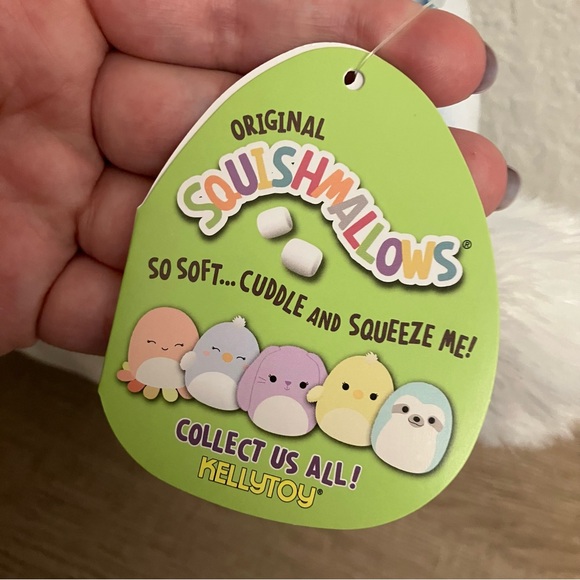 ORIGINAL
SQUISHMALLOWS®
SO SOFT... CUDDLE AND SQUEEZE ME!
COLLECT US ALL!
KELLYTOY®